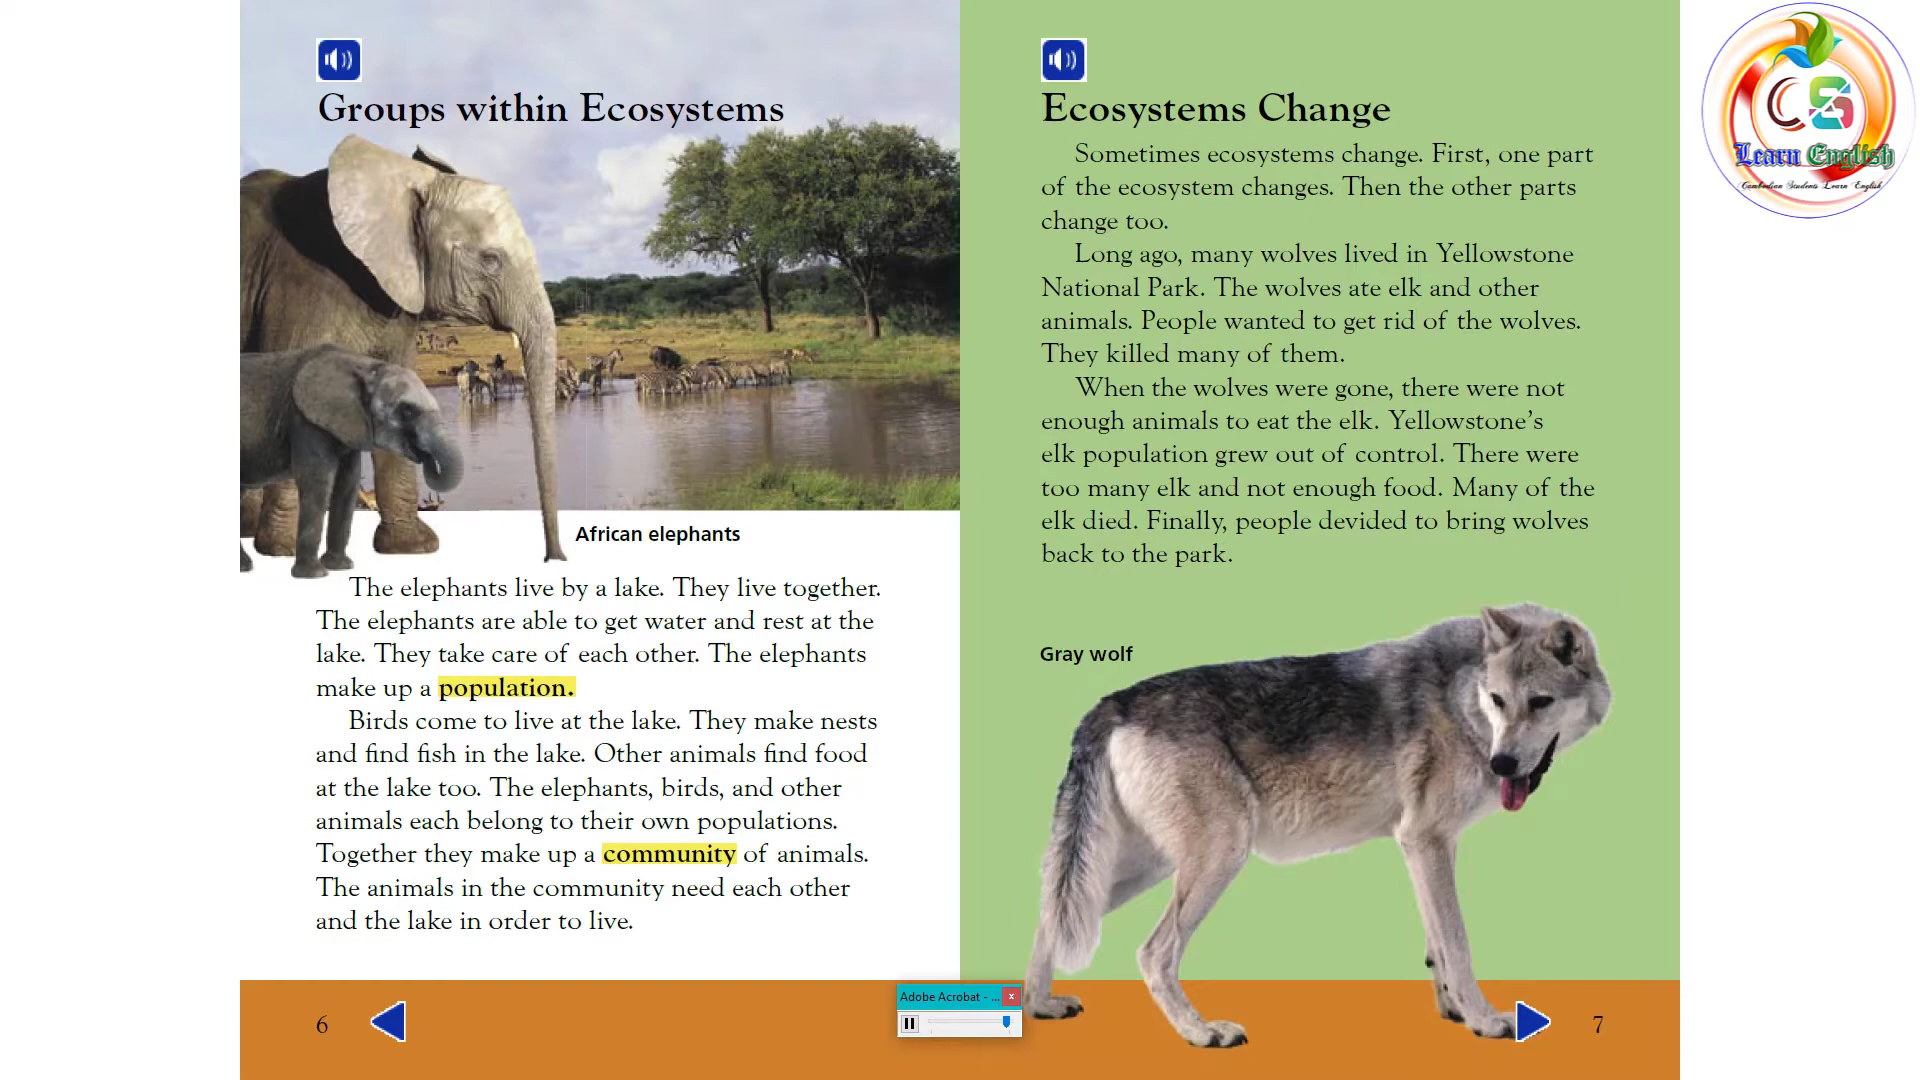 Groups within Ecosystems
African elephants
The elephants live by a lake. They live together.
The elephants are able to get water and rest at the
lake. They take care of each other. The elephants
make up a population.
Birds come to live at the lake. They make nests
and find fish in the lake. Other animals find food
at the lake too. The elephants, birds, and other
animals each belong to their own populations.
Together they make up a community of animals.
The animals in the community need each other
and the lake in order to live.
6
Ecosystems Change
Sometimes ecosystems change. First, one part
of the ecosystem changes. Then the other parts
change too.
Long ago, many wolves lived in Yellowstone
National Park. The wolves ate elk and other
animals. People wanted to get rid of the wolves.
They killed many of them.
When the wolves were gone, there were not
enough animals to eat the elk. Yellowstone's
elk population grew out of control. There were
too many elk and not enough food. Many of the
elk died. Finally, people devided to bring wolves
back to the park.
Gray wolf
7
Adobe Acrobat - ...
x
CS
Learn English
Cambodian Students Learn English